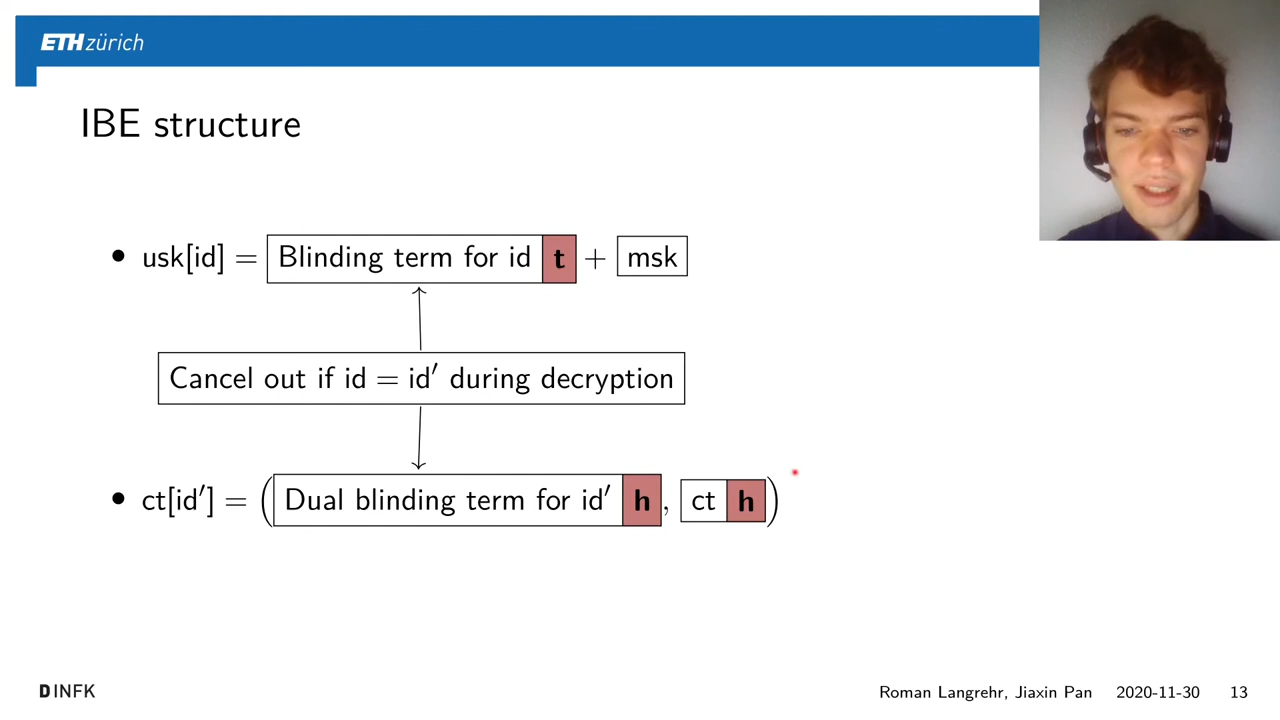 ETH zürich
IBE structure
• usk[id] = Blinding term for id t + msk
Cancel out if id = id′ during decryption
• ct[id′] = (Dual blinding term for id′ h, ct h)
D INFK
Roman Langrehr, Jiaxin Pan 2020-11-30 13